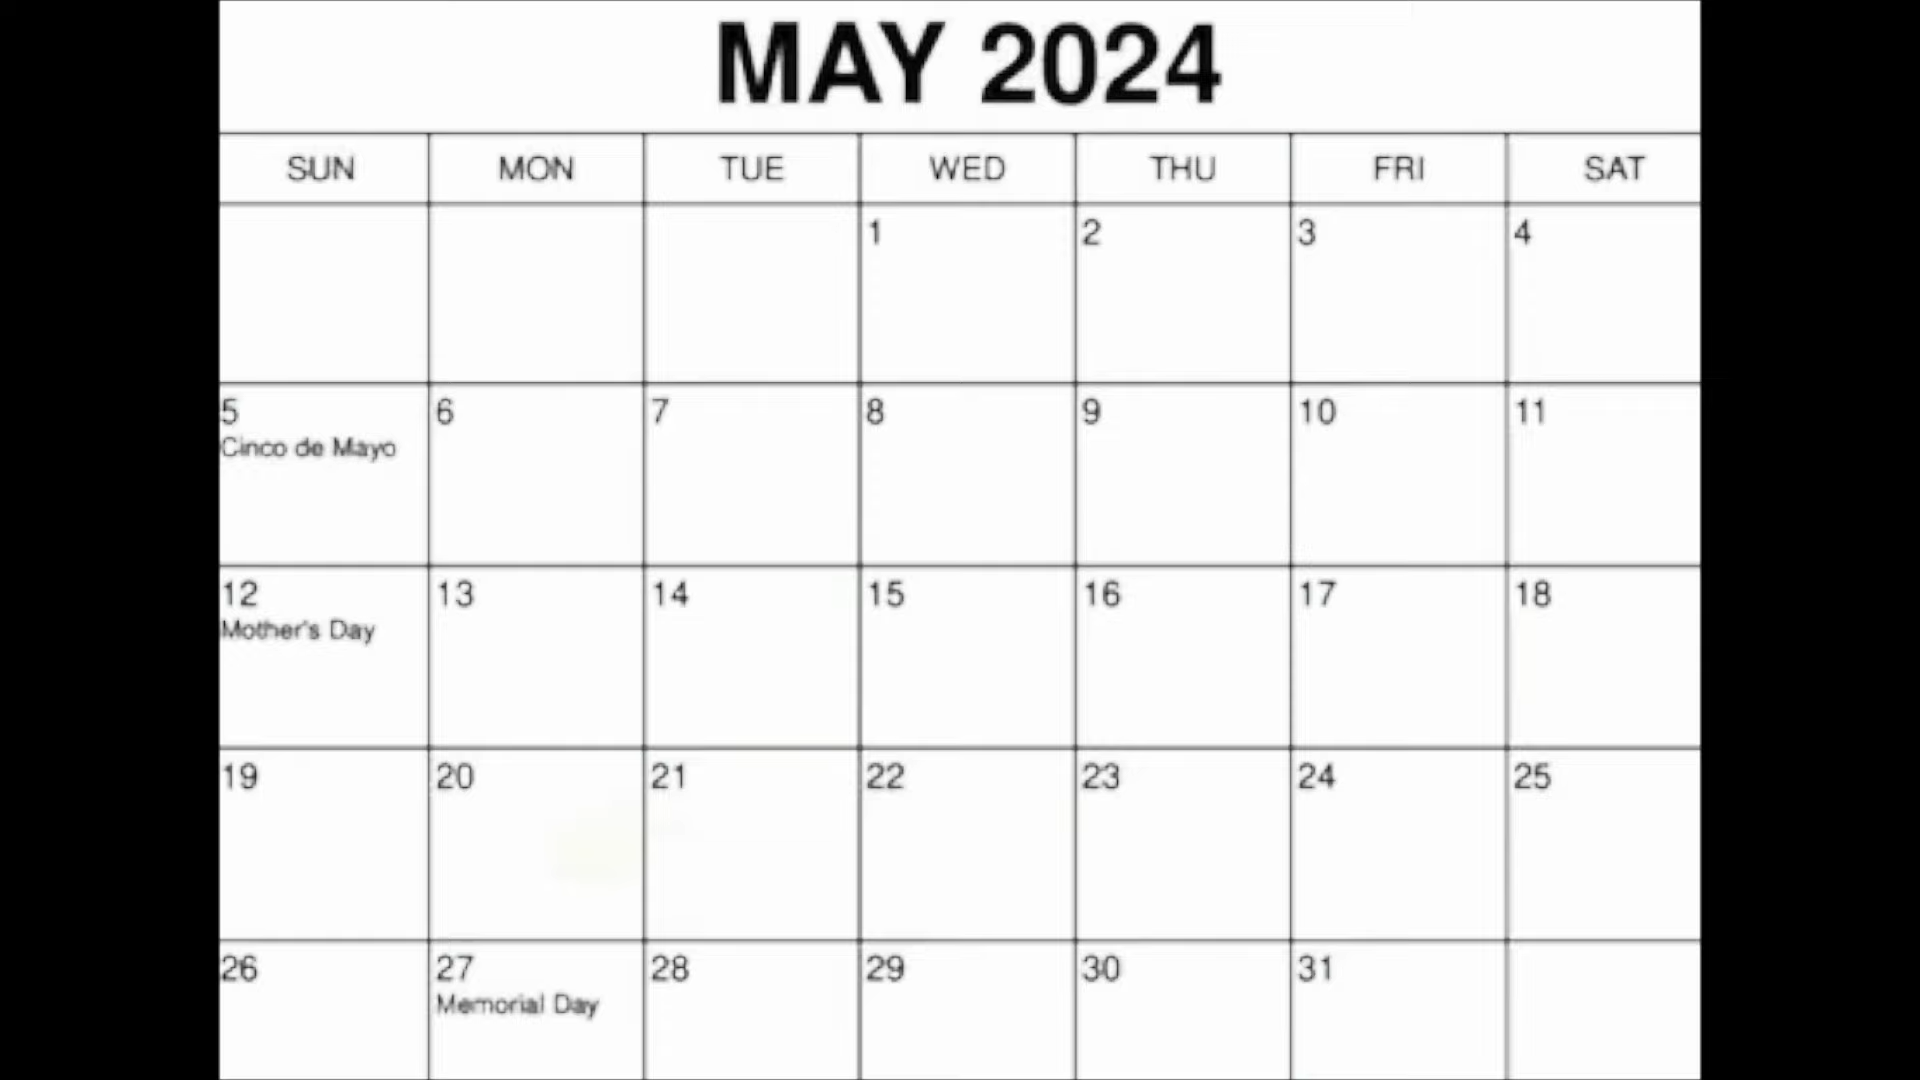 MAY 2024
SUN MON TUE WED THU FRI SAT
1 2 3 4
5 6 7 8 9 10 11
Cinco de Mayo
12 13 14 15 16 17 18
Mother's Day
19 20 21 22 23 24 25
26 27 28 29 30 31
Memorial Day